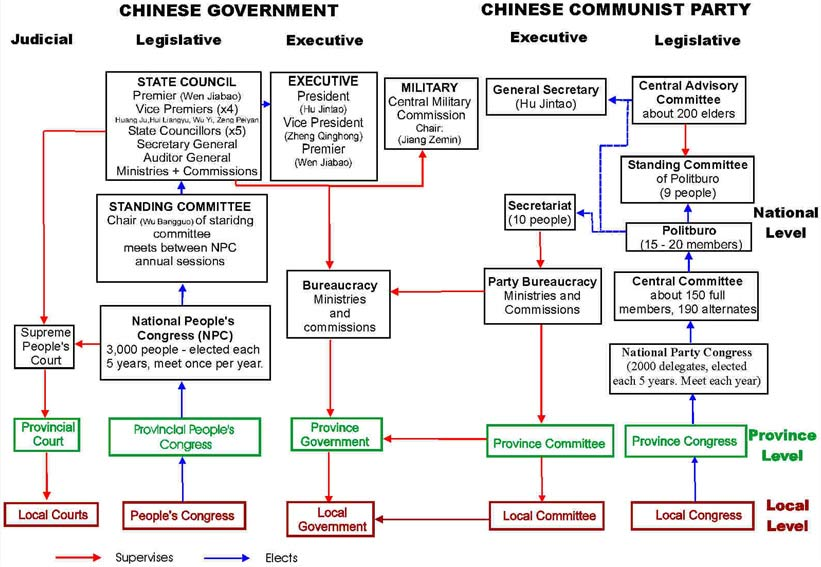 CHINESE GOVERNMENT
CHINESE COMMUNIST PARTY
Judicial
Legislative
Executive
Executive
Legislative
STATE COUNCIL
Premier (Wen Jiabao)
Vice Premiers (x4)
Huang Ju,Hui Liangyu, Wu Yi, Zeng Peiyan
State Councillors (x5)
Secretary General
Auditor General
Ministries + Commissions
EXECUTIVE
President
(Hu Jintao)
Vice President
(Zheng Qinghong)
Premier
(Wen Jiabao)
MILITARY
Central Military
Commission
Chair:
(Jiang Zemin)
General Secretary
(Hu Jintao)
Central Advisory
Committee
about 200 elders
Standing Committee
of Politburo
(9 people)
National
Level
STANDING COMMITTEE
Chair (Wu Bangguo) of staridng
committee
meets between NPC
annual sessions
Secretariat
(10 people)
Politburo
(15 - 20 members)
Bureaucracy
Ministries
and
commissions
Party Bureaucracy
Ministries and
Commissions
Central Committee
about 150 full
members, 190 alternates
Supreme
People's
Court
National People's
Congress (NPC)
3,000 people - elected each
5 years, meet once per year.
National Party Congress
(2000 delegates, elected
each 5 years. Meet each year)
Provincial
Court
Provincial People's
Congress
Province
Government
Province Committee
Province Congress
Province
Level
Local Courts
People's Congress
Local
Government
Local Committee
Local Congress
Local
Level
Supervises
Elects